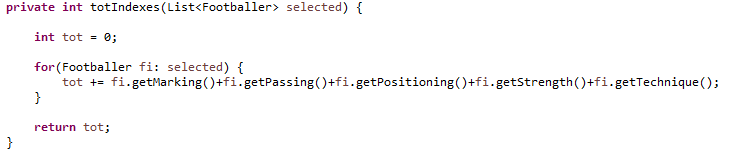 private int totIndexes(List<Footballer> selected) {
int tot = 0;
for(Footballer fi: selected) {
tot += fi.getMarking()+fi.getPassing()+fi.getPositioning()+fi.getStrength()+fi.getTechnique();
}
return tot;
}